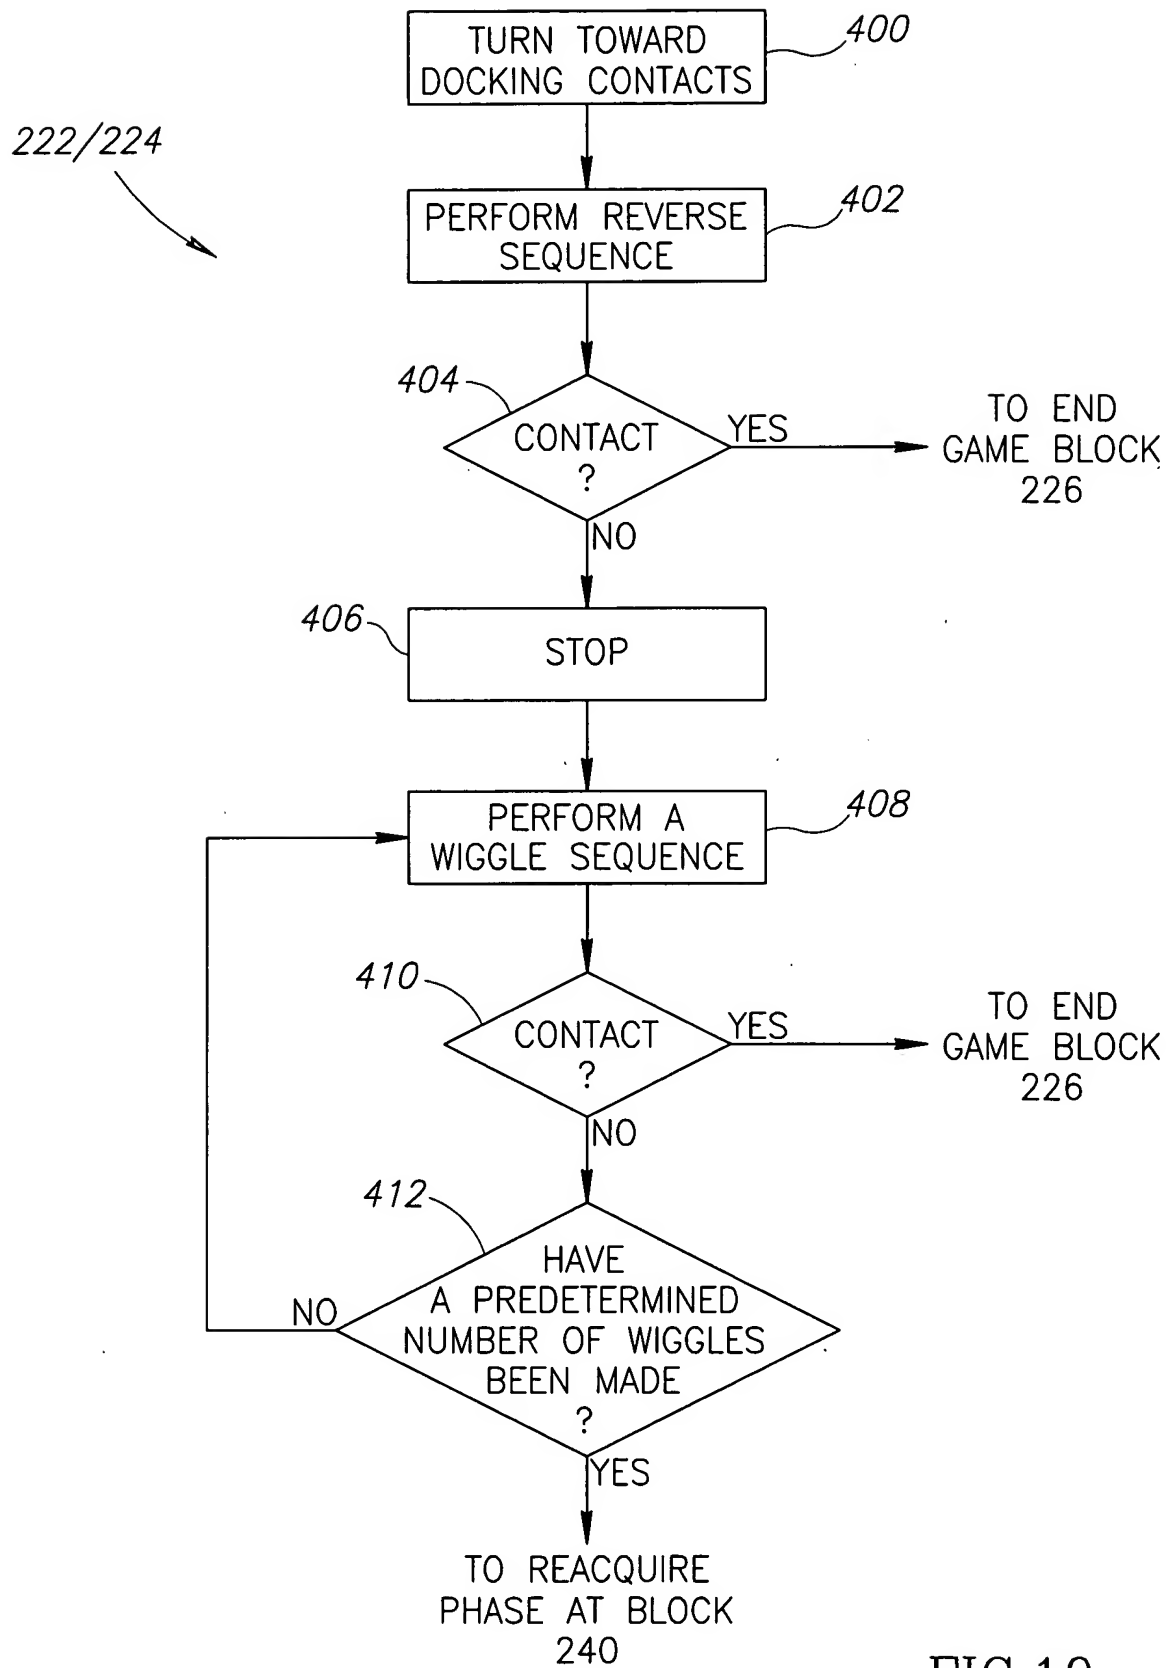 TURN TOWARD
DOCKING CONTACTS
400
222/224
PERFORM REVERSE
SEQUENCE
402
404
CONTACT
?
YES
TO END
GAME BLOCK
226
NO
406
STOP
PERFORM A
WIGGLE SEQUENCE
408
410
CONTACT
?
YES
TO END
GAME BLOCK
226
NO
412
HAVE
A PREDETERMINED
NUMBER OF WIGGLES
BEEN MADE
?
NO
YES
TO REACQUIRE
PHASE AT BLOCK
240